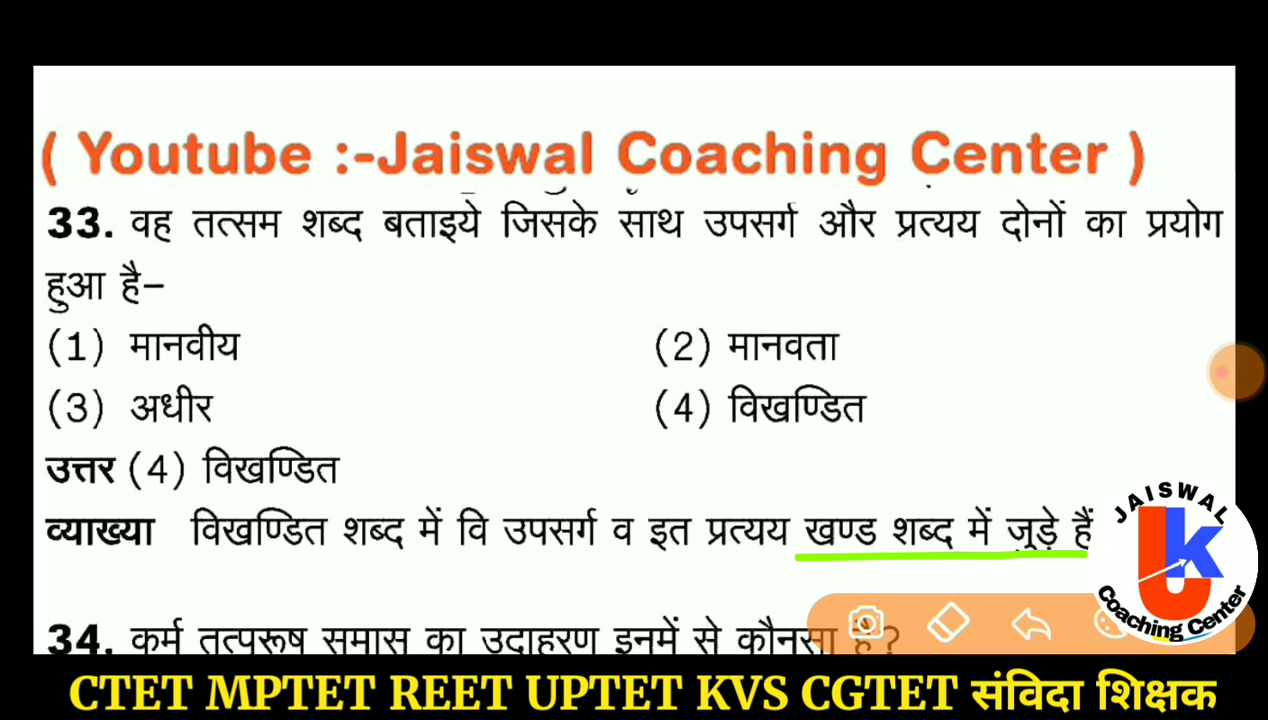 ( Youtube :-Jaiswal Coaching Center )
33. वह तत्सम शब्द बताइये जिसके साथ उपसर्ग और प्रत्यय दोनों का प्रयोग
हुआ है–
(1) मानवीय (2) मानवता
(3) अधीर (4) विखण्डित
उत्तर (4) विखण्डित
व्याख्या विखण्डित शब्द में वि उपसर्ग व इत प्रत्यय खण्ड शब्द में जुड़े हैं
JAISWAL
JK
Coaching Center
34. कर्म तत्पुरूष समास का उदाहरण इनमें से कौनसा है?
CTET MPTET REET UPTET KVS CGTET संविदा शिक्षक